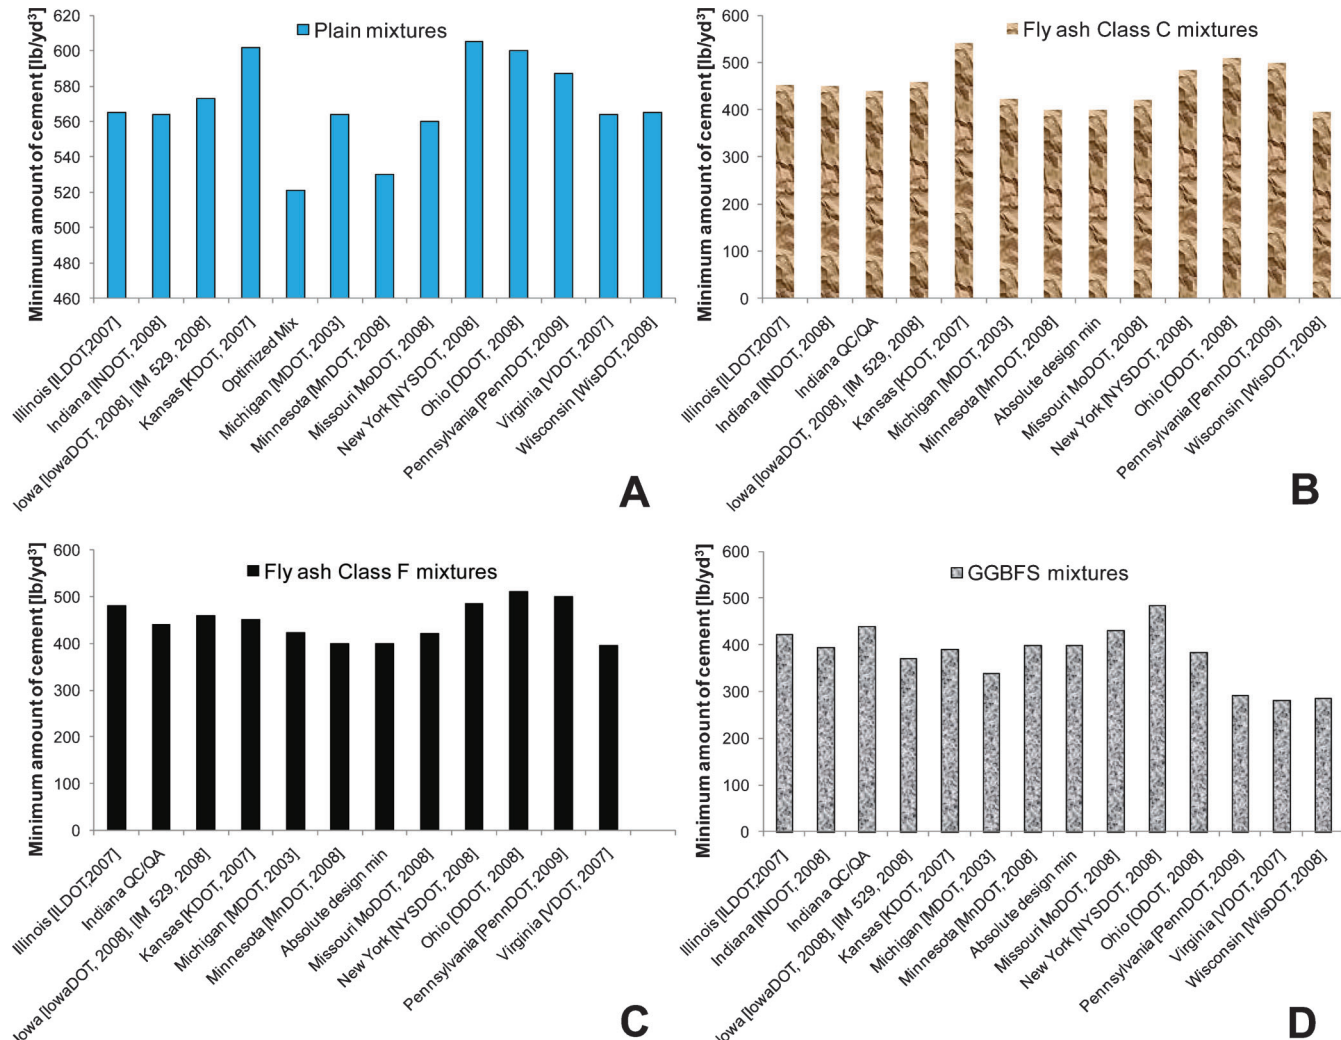 Minimum amount of cement [lb/yd³]
620
600
580
560
540
520
500
480
460
Plain mixtures
Illinois [ILDOT,2007]
Indiana [INDOT, 2008]
Iowa [IowaDOT, 2008], [IM 529, 2008]
Kansas [KDOT, 2007]
Optimized Mix
Michigan [MDOT, 2003]
Minnesota [MnDOT, 2008]
Missouri MoDOT, 2008]
New York [NYSDOT, 2008]
Ohio [ODOT, 2008]
Pennsylvania [PennDOT, 2009]
Virginia [VDOT, 2007]
Wisconsin [WisDOT, 2008]
A
Minimum amount of cement [lb/yd³]
600
500
400
300
200
100
0
Fly ash Class C mixtures
Illinois [ILDOT,2007]
Indiana [INDOT, 2008]
Indiana QC/QA
Iowa [IowaDOT, 2008], [IM 529, 2008]
Kansas [KDOT, 2007]
Michigan [MDOT, 2003]
Minnesota [MnDOT, 2008]
Absolute design min
Missouri MoDOT, 2008]
New York [NYSDOT, 2008]
Ohio [ODOT, 2008]
Pennsylvania [PennDOT, 2009]
Wisconsin [WisDOT, 2008]
B
Minimum amount of cement [lb/yd³]
600
500
400
300
200
100
0
Fly ash Class F mixtures
Illinois [ILDOT,2007]
Indiana QC/QA
Iowa [IowaDOT, 2008], [IM 529, 2008]
Kansas [KDOT, 2007]
Michigan [MDOT, 2003]
Minnesota [MnDOT, 2008]
Absolute design min
Missouri MoDOT, 2008]
New York [NYSDOT, 2008]
Ohio [ODOT, 2008]
Pennsylvania [PennDOT, 2009]
Virginia [VDOT, 2007]
C
Minimum amount of cement [lb/yd³]
600
500
400
300
200
100
0
GGBFS mixtures
Illinois [ILDOT,2007]
Indiana [INDOT, 2008]
Indiana QC/QA
Iowa [IowaDOT, 2008], [IM 529, 2008]
Kansas [KDOT, 2007]
Michigan [MDOT, 2003]
Minnesota [MnDOT, 2008]
Absolute design min
Missouri MoDOT, 2008]
New York [NYSDOT, 2008]
Ohio [ODOT, 2008]
Pennsylvania [PennDOT, 2009]
Virginia [VDOT, 2007]
Wisconsin [WisDOT, 2008]
D